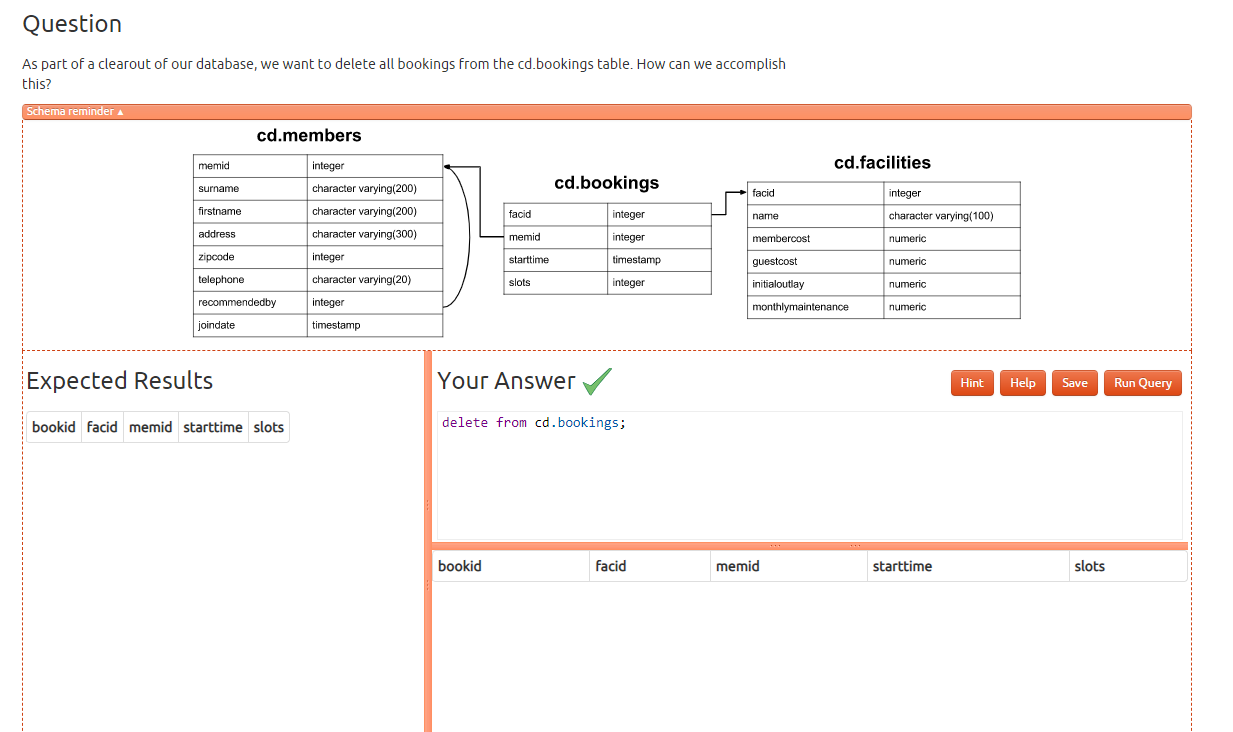 Question
As part of a clearout of our database, we want to delete all bookings from the cd.bookings table. How can we accomplish
this?
Schema reminder ▴
cd.members
memid integer
surname character varying(200)
firstname character varying(200)
address character varying(300)
zipcode integer
telephone character varying(20)
recommendedby integer
joindate timestamp
cd.bookings
facid integer
memid integer
starttime timestamp
slots integer
cd.facilities
facid integer
name character varying(100)
membercost numeric
guestcost numeric
initialoutlay numeric
monthlymaintenance numeric
Expected Results
bookid facid memid starttime slots
Your Answer
Hint Help Save Run Query
delete from cd.bookings;
bookid facid memid starttime slots